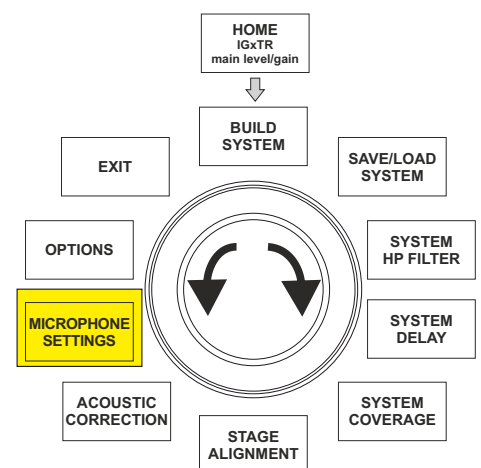 HOME
IGxTR
main level/gain
BUILD
SYSTEM
SAVE/LOAD
SYSTEM
SYSTEM
HP FILTER
SYSTEM
DELAY
SYSTEM
COVERAGE
STAGE
ALIGNMENT
ACOUSTIC
CORRECTION
MICROPHONE
SETTINGS
OPTIONS
EXIT